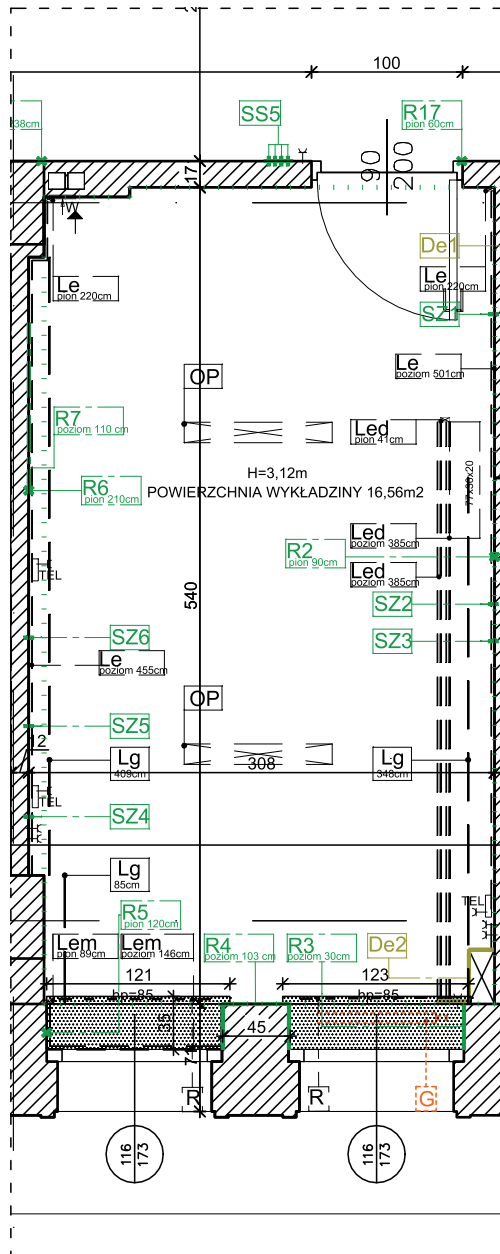 100
38cm
SS5
R17
pion 60cm
90
200
17
W
De1
Le
pion 220cm
Le
pion 220cm
SZ1
Le
poziom 501cm
OP
R7
poziom 110 cm
Led
pion 41cm
H=3,12m
POWIERZCHNIA WYKŁADZINY 16,56m2
R6
pion 210cm
77x38x20
Led
poziom 385cm
R2
pion 90cm
TEL
Led
poziom 385cm
540
SZ2
SZ6
SZ3
Le
poziom 455cm
OP
SZ5
12
Lg
409cm
308
Lg
348cm
TEL
SZ4
Lg
85cm
TEL
R5
pion 120cm
Lem
pion 89cm
Lem
poziom 146cm
R4
poziom 103 cm
R3
poziom 30cm
De2
121
123
hp=85
hp=85
35
45
71
R
R
G
116
173
116
173